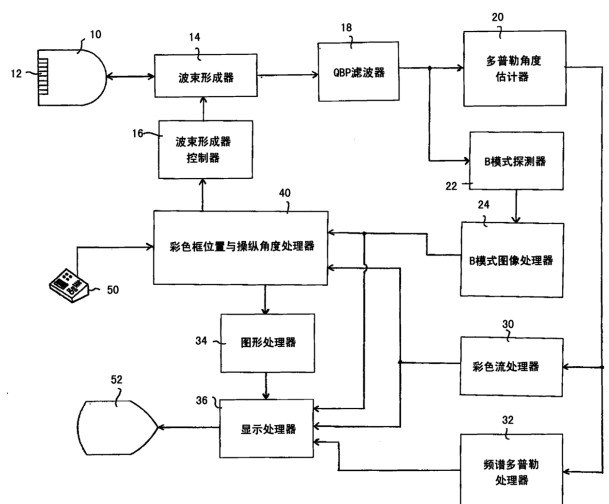 10
12
14
波束形成器
18
QBP滤波器
20
多普勒角度
估计器
16
波束形成器
控制器
B模式探测器
22
24
B模式图像处理器
40
彩色框位置与操纵角度处理器
50
34
图形处理器
30
彩色流处理器
52
36
显示处理器
32
频谱多普勒
处理器